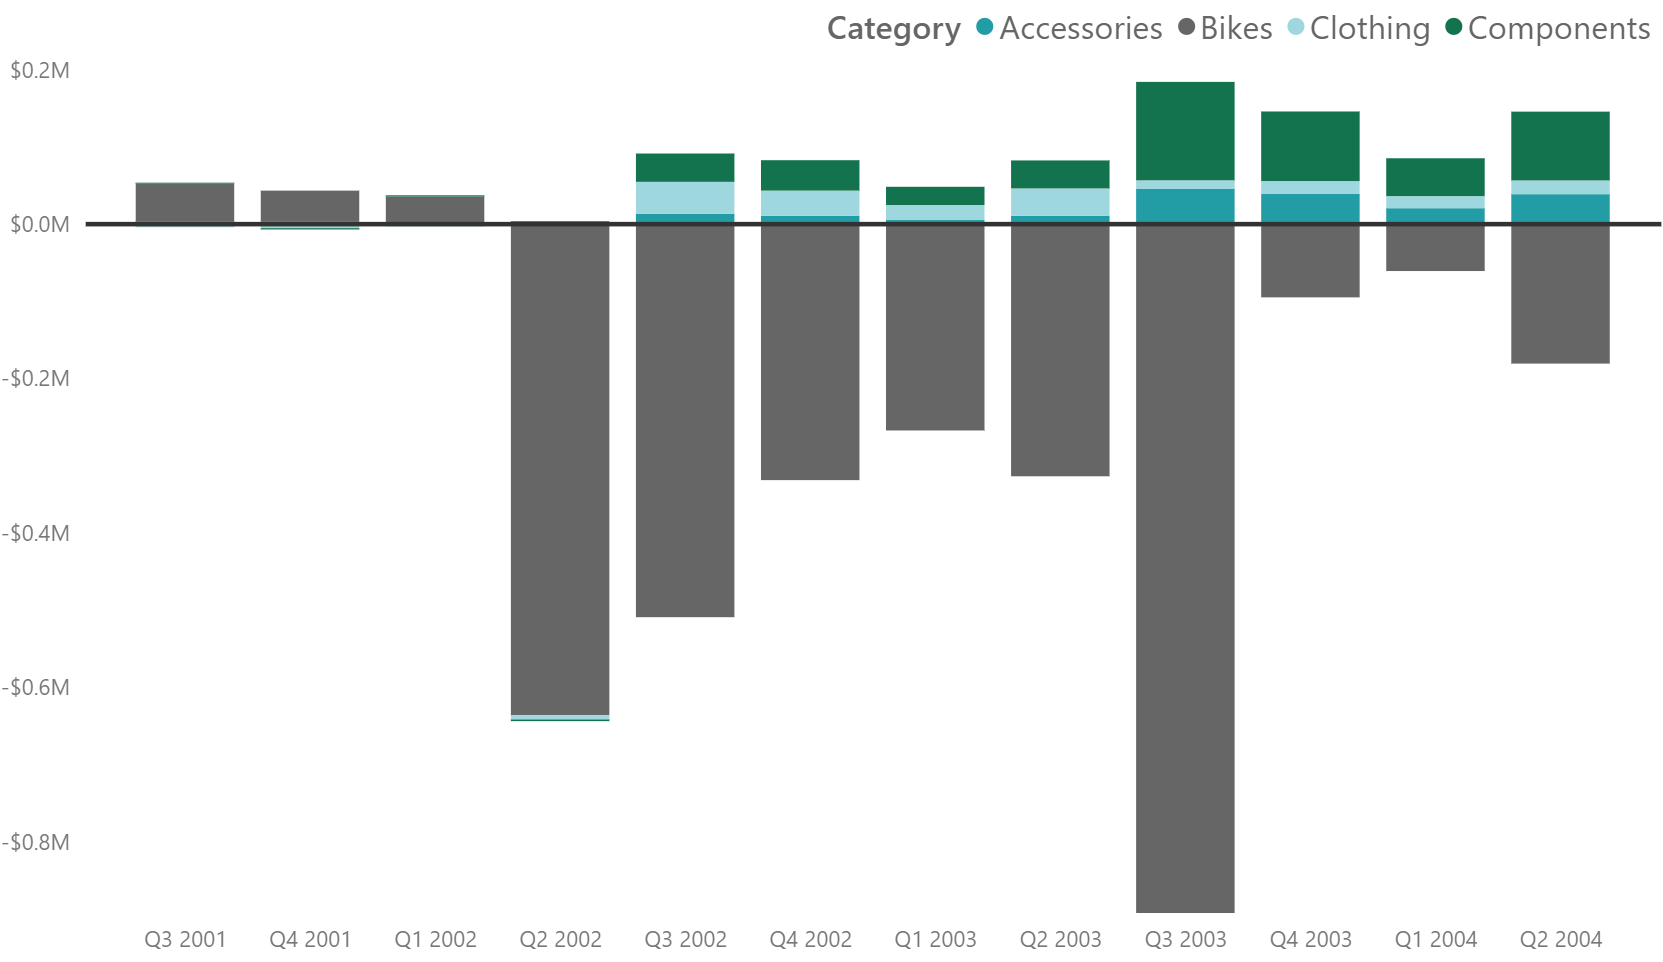 Category Accessories Bikes Clothing Components
$0.2M
$0.0M
-$0.2M
-$0.4M
-$0.6M
-$0.8M
Q3 2001 Q4 2001 Q1 2002 Q2 2002 Q3 2002 Q4 2002 Q1 2003 Q2 2003 Q3 2003 Q4 2003 Q1 2004 Q2 2004